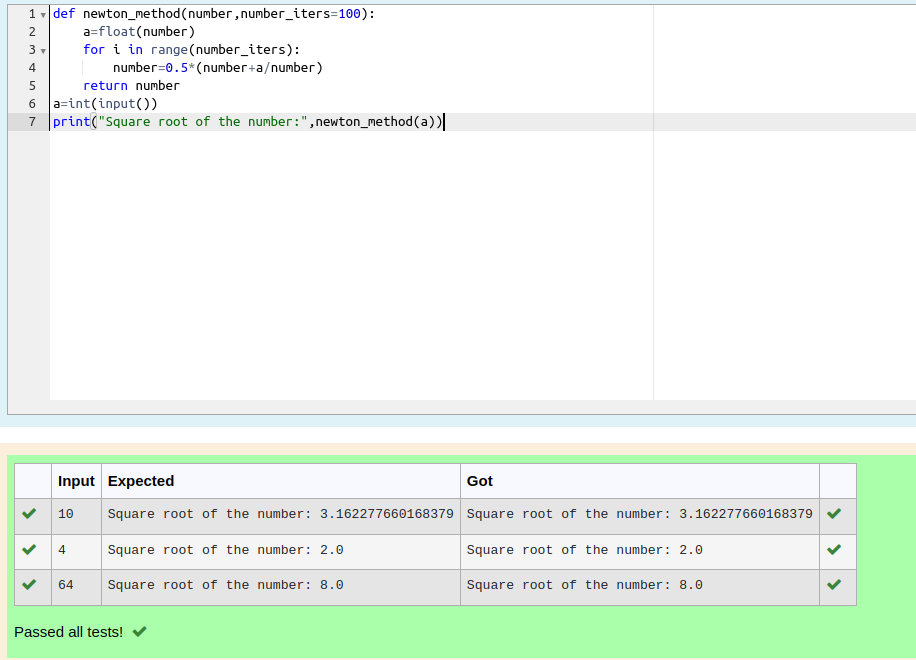 1 def newton_method(number,number_iters=100):
2     a=float(number)
3     for i in range(number_iters):
4         number=0.5*(number+a/number)
5     return number
6 a=int(input())
7 print("Square root of the number:",newton_method(a))
Input Expected Got
10 Square root of the number: 3.162277660168379 Square root of the number: 3.162277660168379
4 Square root of the number: 2.0 Square root of the number: 2.0
64 Square root of the number: 8.0 Square root of the number: 8.0
Passed all tests!